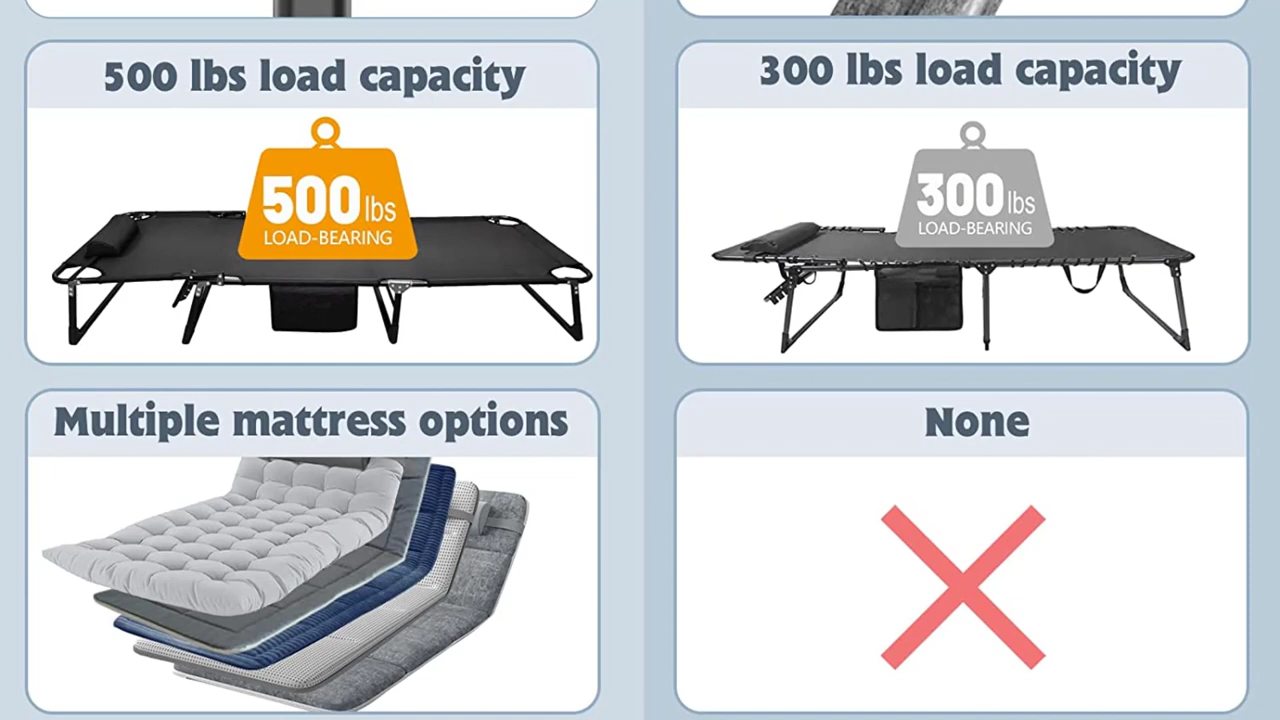 500 lbs load capacity
300 lbs load capacity
500 lbs
LOAD-BEARING
300 lbs
LOAD-BEARING
Multiple mattress options
None